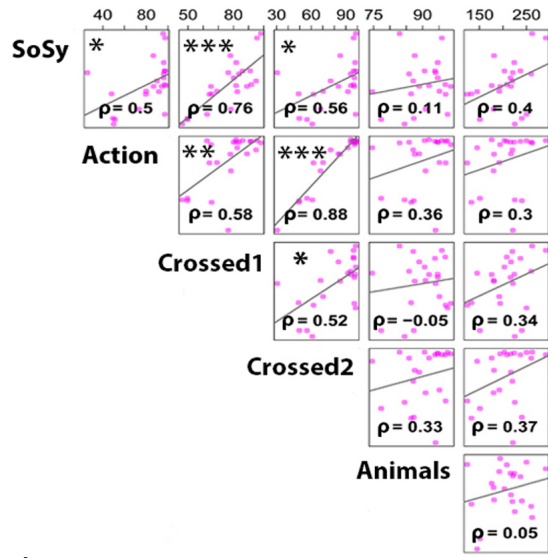 40 80 50 80 30 60 90 75 95 150 250
SoSy * *** *
ρ = 0.5 ρ = 0.76 ρ = 0.56 ρ = 0.11 ρ = 0.4
Action ** ***
ρ = 0.58 ρ = 0.88 ρ = 0.36 ρ = 0.3
Crossed1 *
ρ = 0.52 ρ = −0.05 ρ = 0.34
Crossed2
ρ = 0.33 ρ = 0.37
Animals
ρ = 0.05